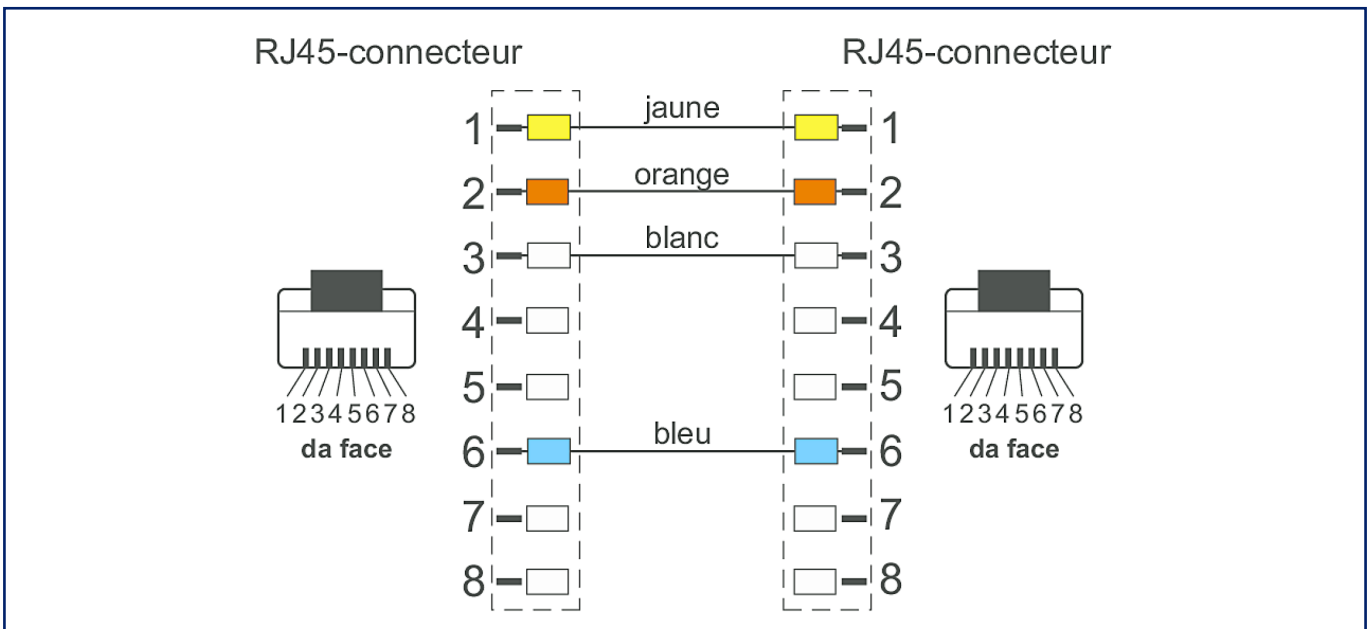 RJ45-connecteur RJ45-connecteur
1 jaune 1
2 orange 2
3 blanc 3
4 4
5 5
6 bleu 6
7 7
8 8
12345678 12345678
da face da face